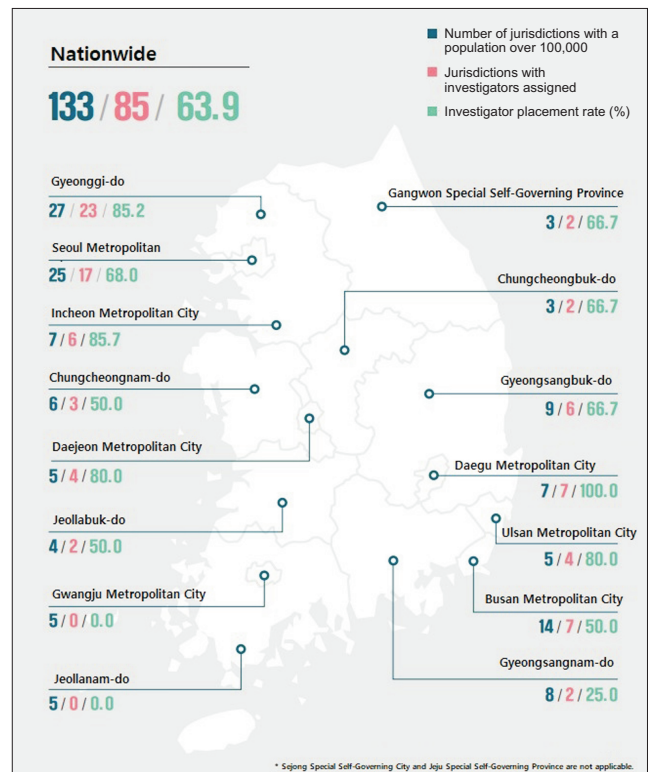 Nationwide
133 / 85 / 63.9
Number of jurisdictions with a
population over 100,000
Jurisdictions with
investigators assigned
Investigator placement rate (%)
Gyeonggi-do
27 / 23 / 85.2
Seoul Metropolitan
25 / 17 / 68.0
Incheon Metropolitan City
7 / 6 / 85.7
Chungcheongnam-do
6 / 3 / 50.0
Daejeon Metropolitan City
5 / 4 / 80.0
Jeollabuk-do
4 / 2 / 50.0
Gwangju Metropolitan City
5 / 0 / 0.0
Jeollanam-do
5 / 0 / 0.0
Gangwon Special Self-Governing Province
3 / 2 / 66.7
Chungcheongbuk-do
3 / 2 / 66.7
Gyeongsangbuk-do
9 / 6 / 66.7
Daegu Metropolitan City
7 / 7 / 100.0
Ulsan Metropolitan City
5 / 4 / 80.0
Busan Metropolitan City
14 / 7 / 50.0
Gyeongsangnam-do
8 / 2 / 25.0
* Sejong Special Self-Governing City and Jeju Special Self-Governing Province are not applicable.